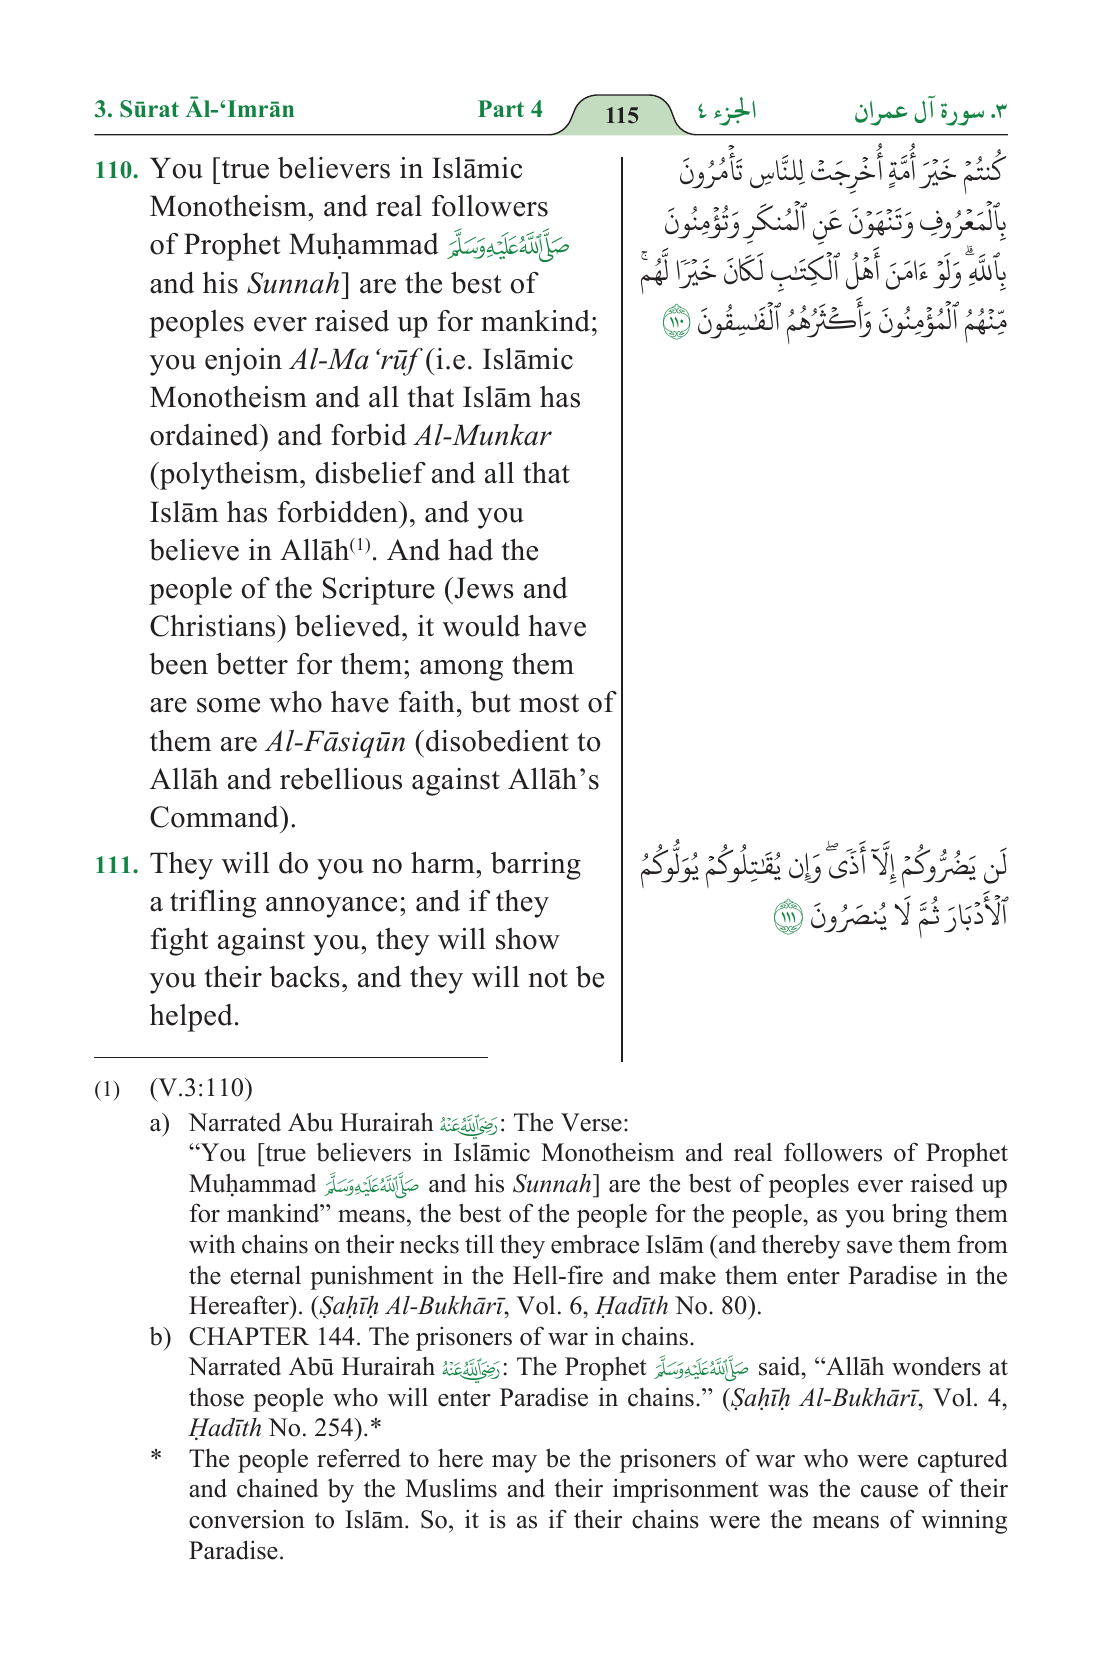 3. Sūrat Āl-‘Imrān Part 4 115 الجزء ٤ ٣. سورة آل عمران
110. You [true believers in Islāmic
Monotheism, and real followers
of Prophet Muḥammad صَلَّى اللَّهُ عَلَيْهِ وَسَلَّمَ
and his Sunnah] are the best of
peoples ever raised up for mankind;
you enjoin Al-Ma‘rūf (i.e. Islāmic
Monotheism and all that Islām has
ordained) and forbid Al-Munkar
(polytheism, disbelief and all that
Islām has forbidden), and you
believe in Allāh(1). And had the
people of the Scripture (Jews and
Christians) believed, it would have
been better for them; among them
are some who have faith, but most of
them are Al-Fāsiqūn (disobedient to
Allāh and rebellious against Allāh’s
Command).
كُنتُمْ خَيْرَ أُمَّةٍ أُخْرِجَتْ لِلنَّاسِ تَأْمُرُونَ
بِٱلْمَعْرُوفِ وَتَنْهَوْنَ عَنِ ٱلْمُنكَرِ وَتُؤْمِنُونَ
بِٱللَّهِ ۗ وَلَوْ ءَامَنَ أَهْلُ ٱلْكِتَٰبِ لَكَانَ خَيْرًا لَّهُم ۚ
مِّنْهُمُ ٱلْمُؤْمِنُونَ وَأَكْثَرُهُمُ ٱلْفَٰسِقُونَ ١١٠
111. They will do you no harm, barring
a trifling annoyance; and if they
fight against you, they will show
you their backs, and they will not be
helped.
لَن يَضُرُّوكُمْ إِلَّآ أَذًى ۖ وَإِن يُقَٰتِلُوكُمْ يُوَلُّوكُمُ
ٱلْأَدْبَارَ ثُمَّ لَا يُنصَرُونَ ١١١
(1) (V.3:110)
a) Narrated Abu Hurairah رَضِيَ اللَّهُ عَنْهُ: The Verse:
“You [true believers in Islāmic Monotheism and real followers of Prophet
Muḥammad صَلَّى اللَّهُ عَلَيْهِ وَسَلَّمَ and his Sunnah] are the best of peoples ever raised up
for mankind” means, the best of the people for the people, as you bring them
with chains on their necks till they embrace Islām (and thereby save them from
the eternal punishment in the Hell-fire and make them enter Paradise in the
Hereafter). (Ṣaḥīḥ Al-Bukhārī, Vol. 6, Ḥadīth No. 80).
b) CHAPTER 144. The prisoners of war in chains.
Narrated Abū Hurairah رَضِيَ اللَّهُ عَنْهُ: The Prophet صَلَّى اللَّهُ عَلَيْهِ وَسَلَّمَ said, “Allāh wonders at
those people who will enter Paradise in chains.” (Ṣaḥīḥ Al-Bukhārī, Vol. 4,
Ḥadīth No. 254).*
* The people referred to here may be the prisoners of war who were captured
and chained by the Muslims and their imprisonment was the cause of their
conversion to Islām. So, it is as if their chains were the means of winning
Paradise.